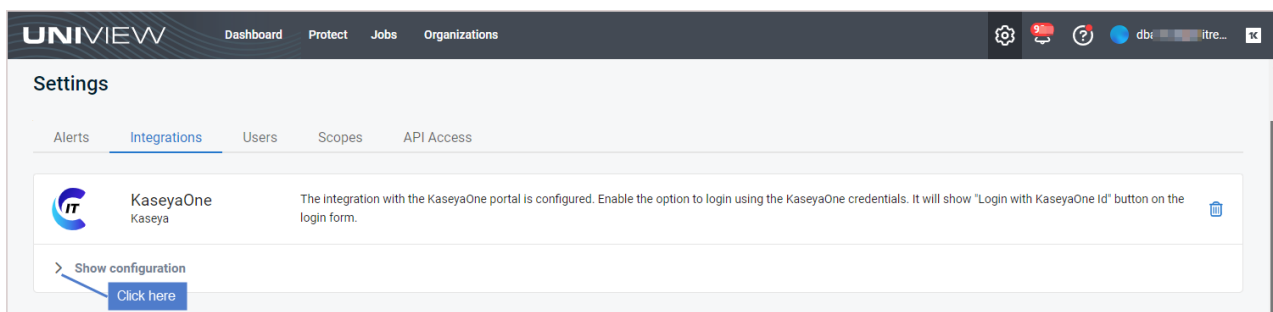 UNIVIEW Dashboard Protect Jobs Organizations
Settings
Alerts Integrations Users Scopes API Access
IT
KaseyaOne
Kaseya
The integration with the KaseyaOne portal is configured. Enable the option to login using the KaseyaOne credentials. It will show "Login with KaseyaOne Id" button on the
login form.
Show configuration
Click here